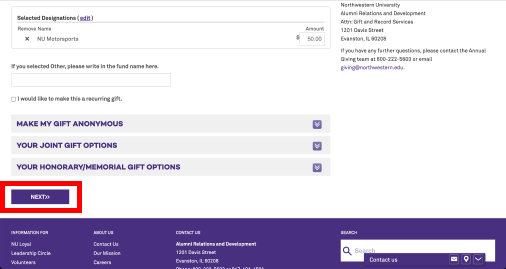 Selected Designations ( edit )
Remove Name Amount
× NU Motorsports $ 50.00
If you selected Other, please write in the fund name here.
I would like to make this a recurring gift.
MAKE MY GIFT ANONYMOUS
YOUR JOINT GIFT OPTIONS
YOUR HONORARY/MEMORIAL GIFT OPTIONS
NEXT»
Northwestern University
Alumni Relations and Development
Attn: Gift and Record Services
1201 Davis Street
Evanston, IL 60208
If you have any further questions, please contact the Annual
Giving team at 800-222-5603 or email
giving@northwestern.edu.
INFORMATION FOR
NU Loyal
Leadership Circle
Volunteers
ABOUT US
Contact Us
Our Mission
Careers
CONTACT US
Alumni Relations and Development
1201 Davis Street
Evanston, IL 60208
SEARCH
Search
Contact us